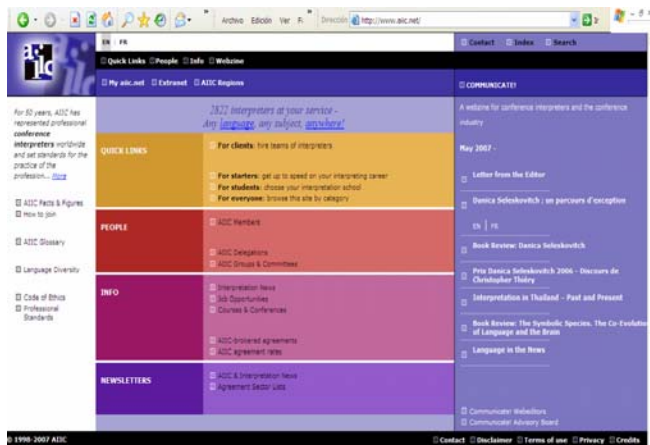 Archivo Edición Ver F
Dirección http://www.aiic.net/
EN | FR
Contact Index Search
Quick Links People Info Webzine
My aiic.net Extranet AIIC Regions
COMMUNICATE!
For 50 years, AIIC has
represented professional
conference
interpreters worldwide
and set standards for the
practice of the
profession... More
AIIC Facts & Figures
How to join
AIIC Glossary
Language Diversity
Code of Ethics
Professional
Standards
2822 interpreters at your service -
Any language, any subject, anywhere!
QUICK LINKS
For clients: hire teams of interpreters
For starters: get up to speed on your interpreting career
For students: choose your interpretation school
For everyone: browse this site by category
PEOPLE
AIIC Members
AIIC Delegations
AIIC Groups & Committees
INFO
Interpretation News
Job Opportunities
Courses & Conferences
AIIC-brokered agreements
AIIC agreement rates
NEWSLETTERS
AIIC & Interpretation News
Agreement Sector Lists
A webzine for conference interpreters and the conference
industry
May 2007 -
Letter from the Editor
Danica Seleskovitch : un parcours d'exception
EN | FR
Book Review: Danica Seleskovitch
Prix Danica Seleskovitch 2006 - Discours de
Christopher Thiéry
Interpretation in Thailand - Past and Present
Book Review: The Symbolic Species. The Co-Evolutio
of Language and the Brain
Language in the News
Communicate! Webeditors
Communicate! Advisory Board
© 1998-2007 AIIC
Contact Disclaimer Terms of use Privacy Credits